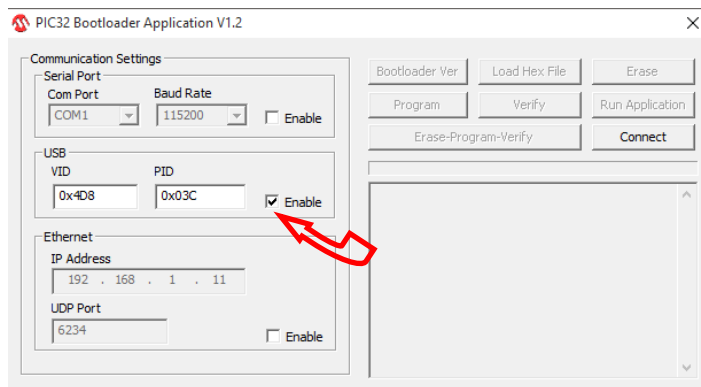 PIC32 Bootloader Application V1.2
Communication Settings
Serial Port
Com Port Baud Rate
COM1 115200 Enable
USB
VID PID
0x4D8 0x03C Enable
Ethernet
IP Address
192 . 168 . 1 . 11
UDP Port
6234 Enable
Bootloader Ver Load Hex File Erase
Program Verify Run Application
Erase-Program-Verify Connect